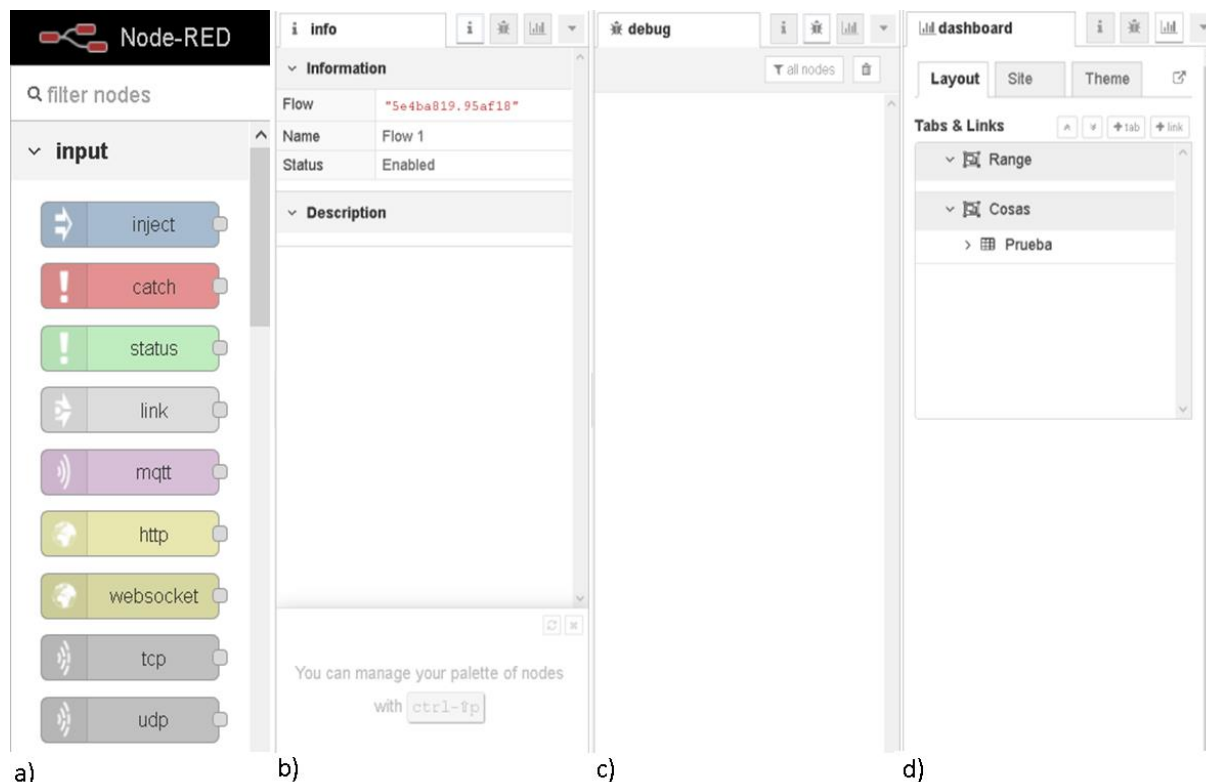 Node-RED
filter nodes
input
inject
catch
status
link
mqtt
http
websocket
tcp
udp
a)
i info
i
Information
Flow "5e4ba819.95af18"
Name Flow 1
Status Enabled
Description
You can manage your palette of nodes
with ctrl-⇧p
b)
debug
i
all nodes
c)
dashboard
i
Layout Site Theme
Tabs & Links +tab +link
Range
Cosas
Prueba
d)